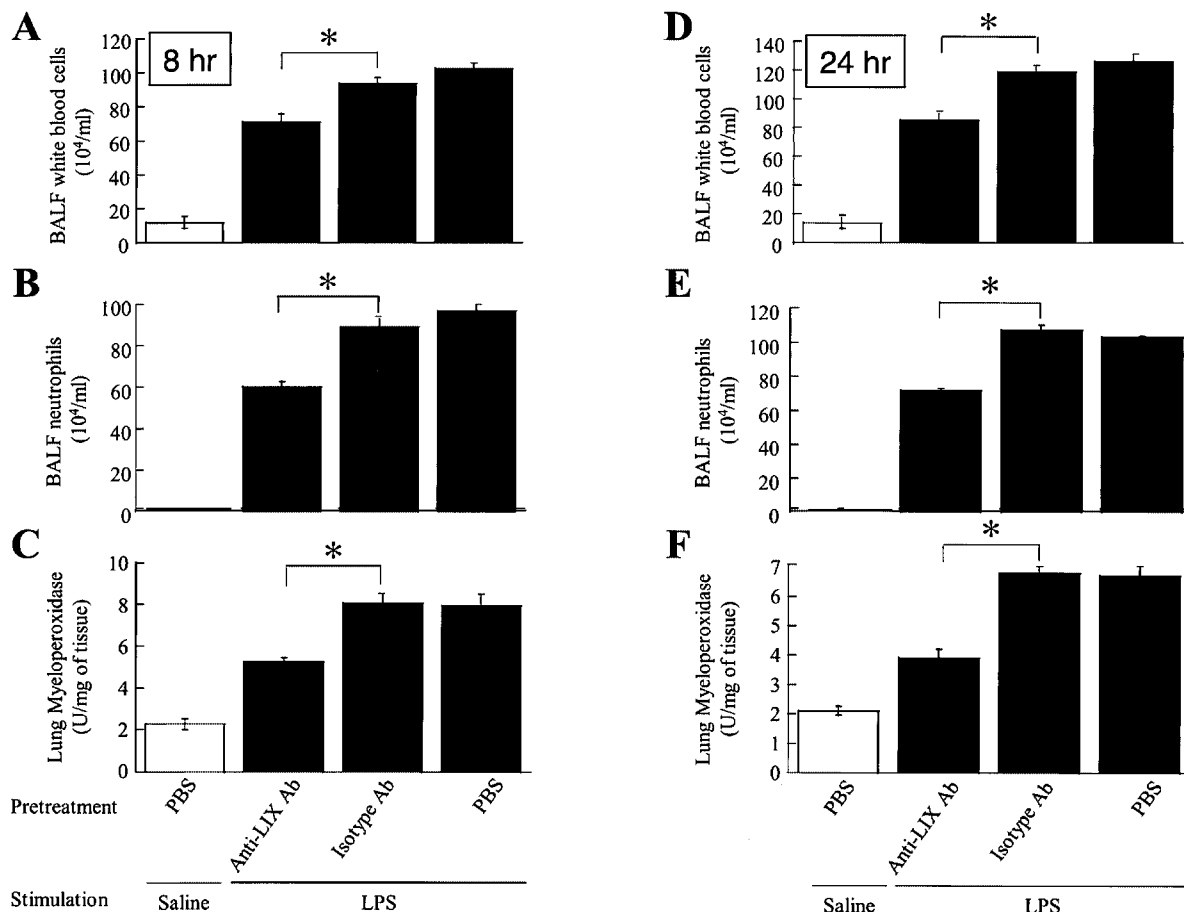 A
8 hr
*
BALF white blood cells
(10⁴/ml)
120
100
80
60
40
20
0
D
24 hr
*
BALF white blood cells
(10⁴/ml)
140
120
100
80
60
40
20
0
B
*
BALF neutrophils
(10⁴/ml)
100
80
60
40
20
0
E
*
BALF neutrophils
(10⁴/ml)
120
100
80
60
40
20
0
C
*
Lung Myeloperoxidase
(U/mg of tissue)
10
8
6
4
2
0
F
*
Lung Myeloperoxidase
(U/mg of tissue)
7
6
5
4
3
2
1
0
Pretreatment
PBS
Anti-LIX Ab
Isotype Ab
PBS
PBS
Anti-LIX Ab
Isotype Ab
PBS
Stimulation
Saline
LPS
Saline
LPS